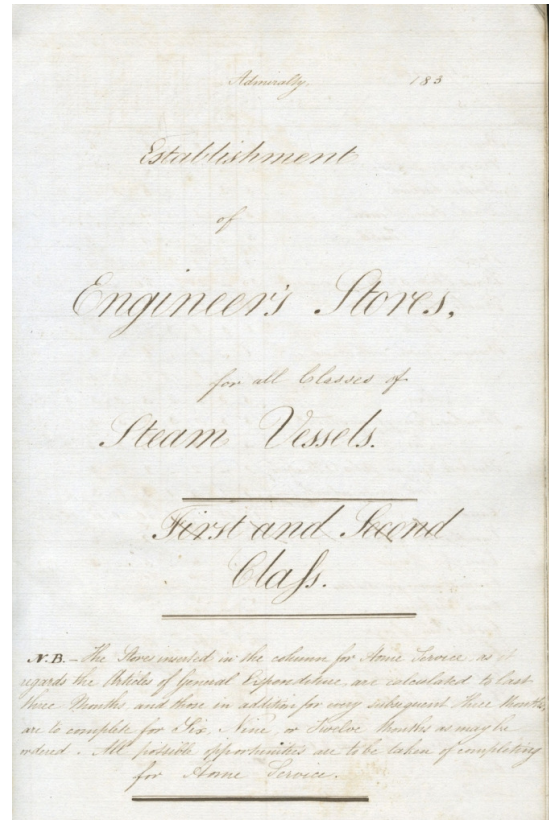 Admiralty. 183
Establishment
of
Engineer's Stores,
for all Classes of
Steam Vessels.
First and Second
Claſs.
N.B. – The Stores inserted in the column for Home Service, as it
regards the Articles of Annual Expenditure, are calculated to last
three Months, and those in addition for every subsequent three Months,
are to complete for Six, Nine, or Twelve Months as may be
ordered. All poſsible opportunities are to be taken of completing
for Home Service.